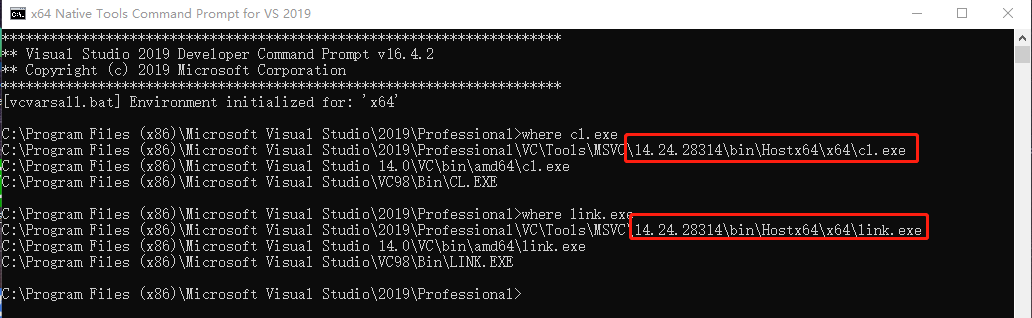 x64 Native Tools Command Prompt for VS 2019
**********************************************************************
** Visual Studio 2019 Developer Command Prompt v16.4.2
** Copyright (c) 2019 Microsoft Corporation
**********************************************************************
[vcvarsall.bat] Environment initialized for: 'x64'
C:\Program Files (x86)\Microsoft Visual Studio\2019\Professional>where cl.exe
C:\Program Files (x86)\Microsoft Visual Studio\2019\Professional\VC\Tools\MSVC\14.24.28314\bin\Hostx64\x64\cl.exe
C:\Program Files (x86)\Microsoft Visual Studio 14.0\VC\bin\amd64\cl.exe
C:\Program Files (x86)\Microsoft Visual Studio\VC98\Bin\CL.EXE
C:\Program Files (x86)\Microsoft Visual Studio\2019\Professional>where link.exe
C:\Program Files (x86)\Microsoft Visual Studio\2019\Professional\VC\Tools\MSVC\14.24.28314\bin\Hostx64\x64\link.exe
C:\Program Files (x86)\Microsoft Visual Studio 14.0\VC\bin\amd64\link.exe
C:\Program Files (x86)\Microsoft Visual Studio\VC98\Bin\LINK.EXE
C:\Program Files (x86)\Microsoft Visual Studio\2019\Professional>